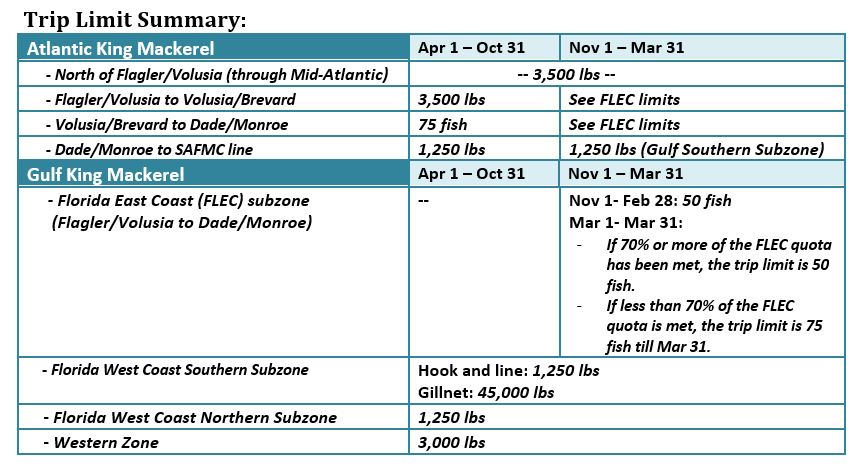 Trip Limit Summary:
Atlantic King Mackerel Apr 1 – Oct 31 Nov 1 – Mar 31
- North of Flagler/Volusia (through Mid-Atlantic) -- 3,500 lbs --
- Flagler/Volusia to Volusia/Brevard 3,500 lbs See FLEC limits
- Volusia/Brevard to Dade/Monroe 75 fish See FLEC limits
- Dade/Monroe to SAFMC line 1,250 lbs 1,250 lbs (Gulf Southern Subzone)
Gulf King Mackerel Apr 1 – Oct 31 Nov 1 – Mar 31
- Florida East Coast (FLEC) subzone -- Nov 1- Feb 28: 50 fish
(Flagler/Volusia to Dade/Monroe) Mar 1- Mar 31:
- If 70% or more of the FLEC quota
has been met, the trip limit is 50
fish.
- If less than 70% of the FLEC
quota is met, the trip limit is 75
fish till Mar 31.
- Florida West Coast Southern Subzone Hook and line: 1,250 lbs
Gillnet: 45,000 lbs
- Florida West Coast Northern Subzone 1,250 lbs
- Western Zone 3,000 lbs